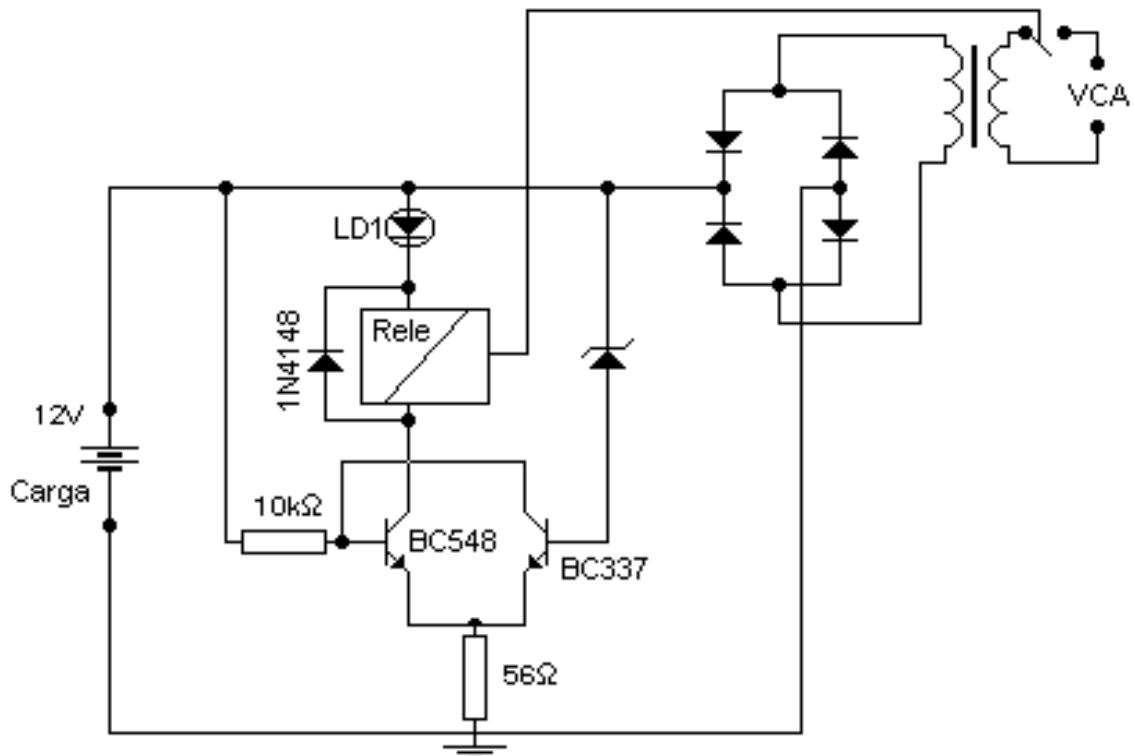 VCA
LD1
Rele
1N4148
12V
Carga
10kΩ
BC548
BC337
56Ω